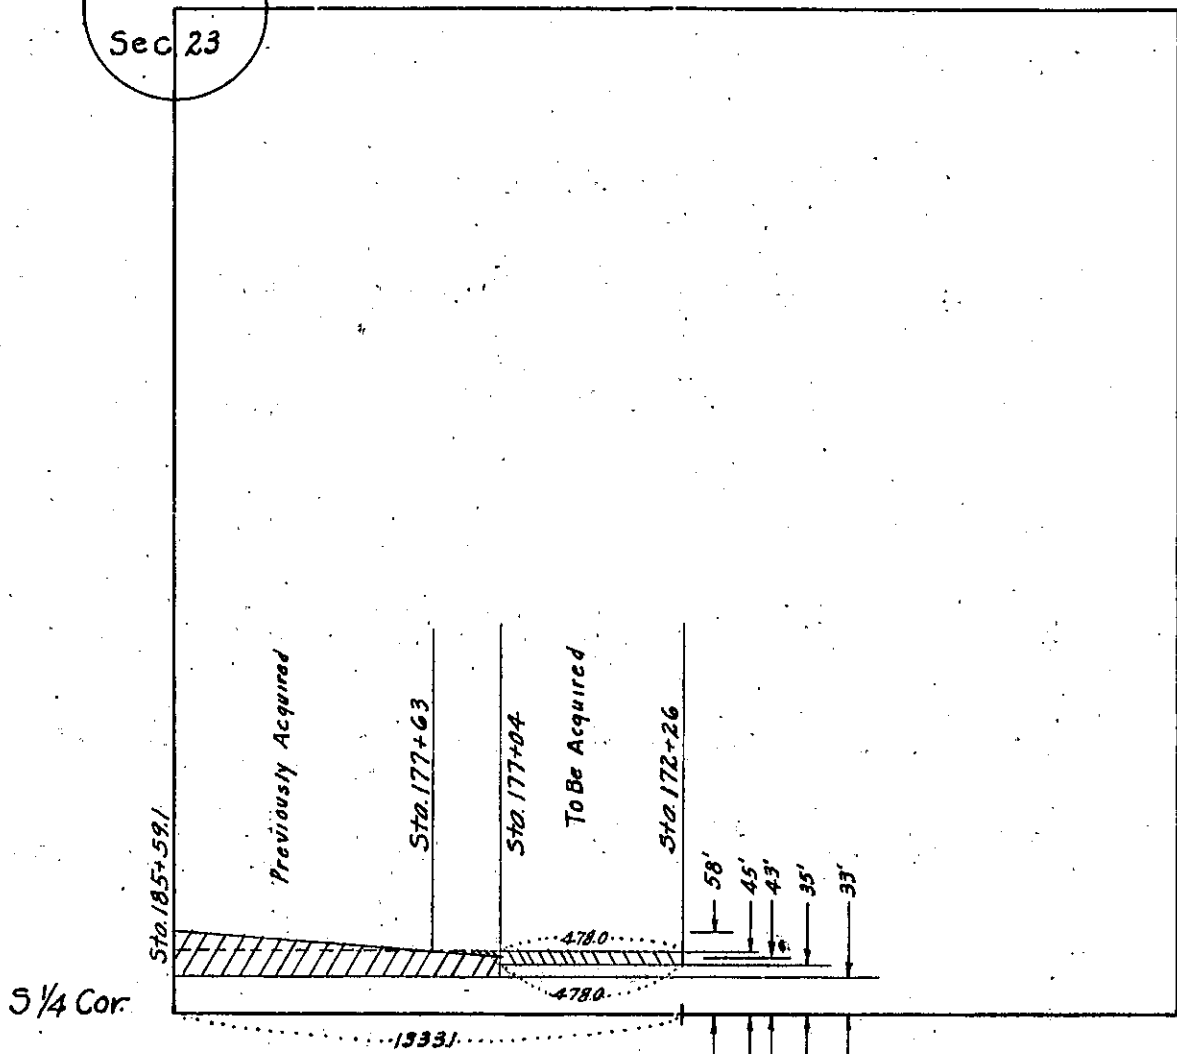 Sec. 23
Sta. 185+59.1
Previously Acquired
Sta. 177+63
Sta. 177+04
To Be Acquired
Sta. 172+26
58'
45'
43'
35'
33'
478.0
478.0
S 1/4 Cor.
1333.1